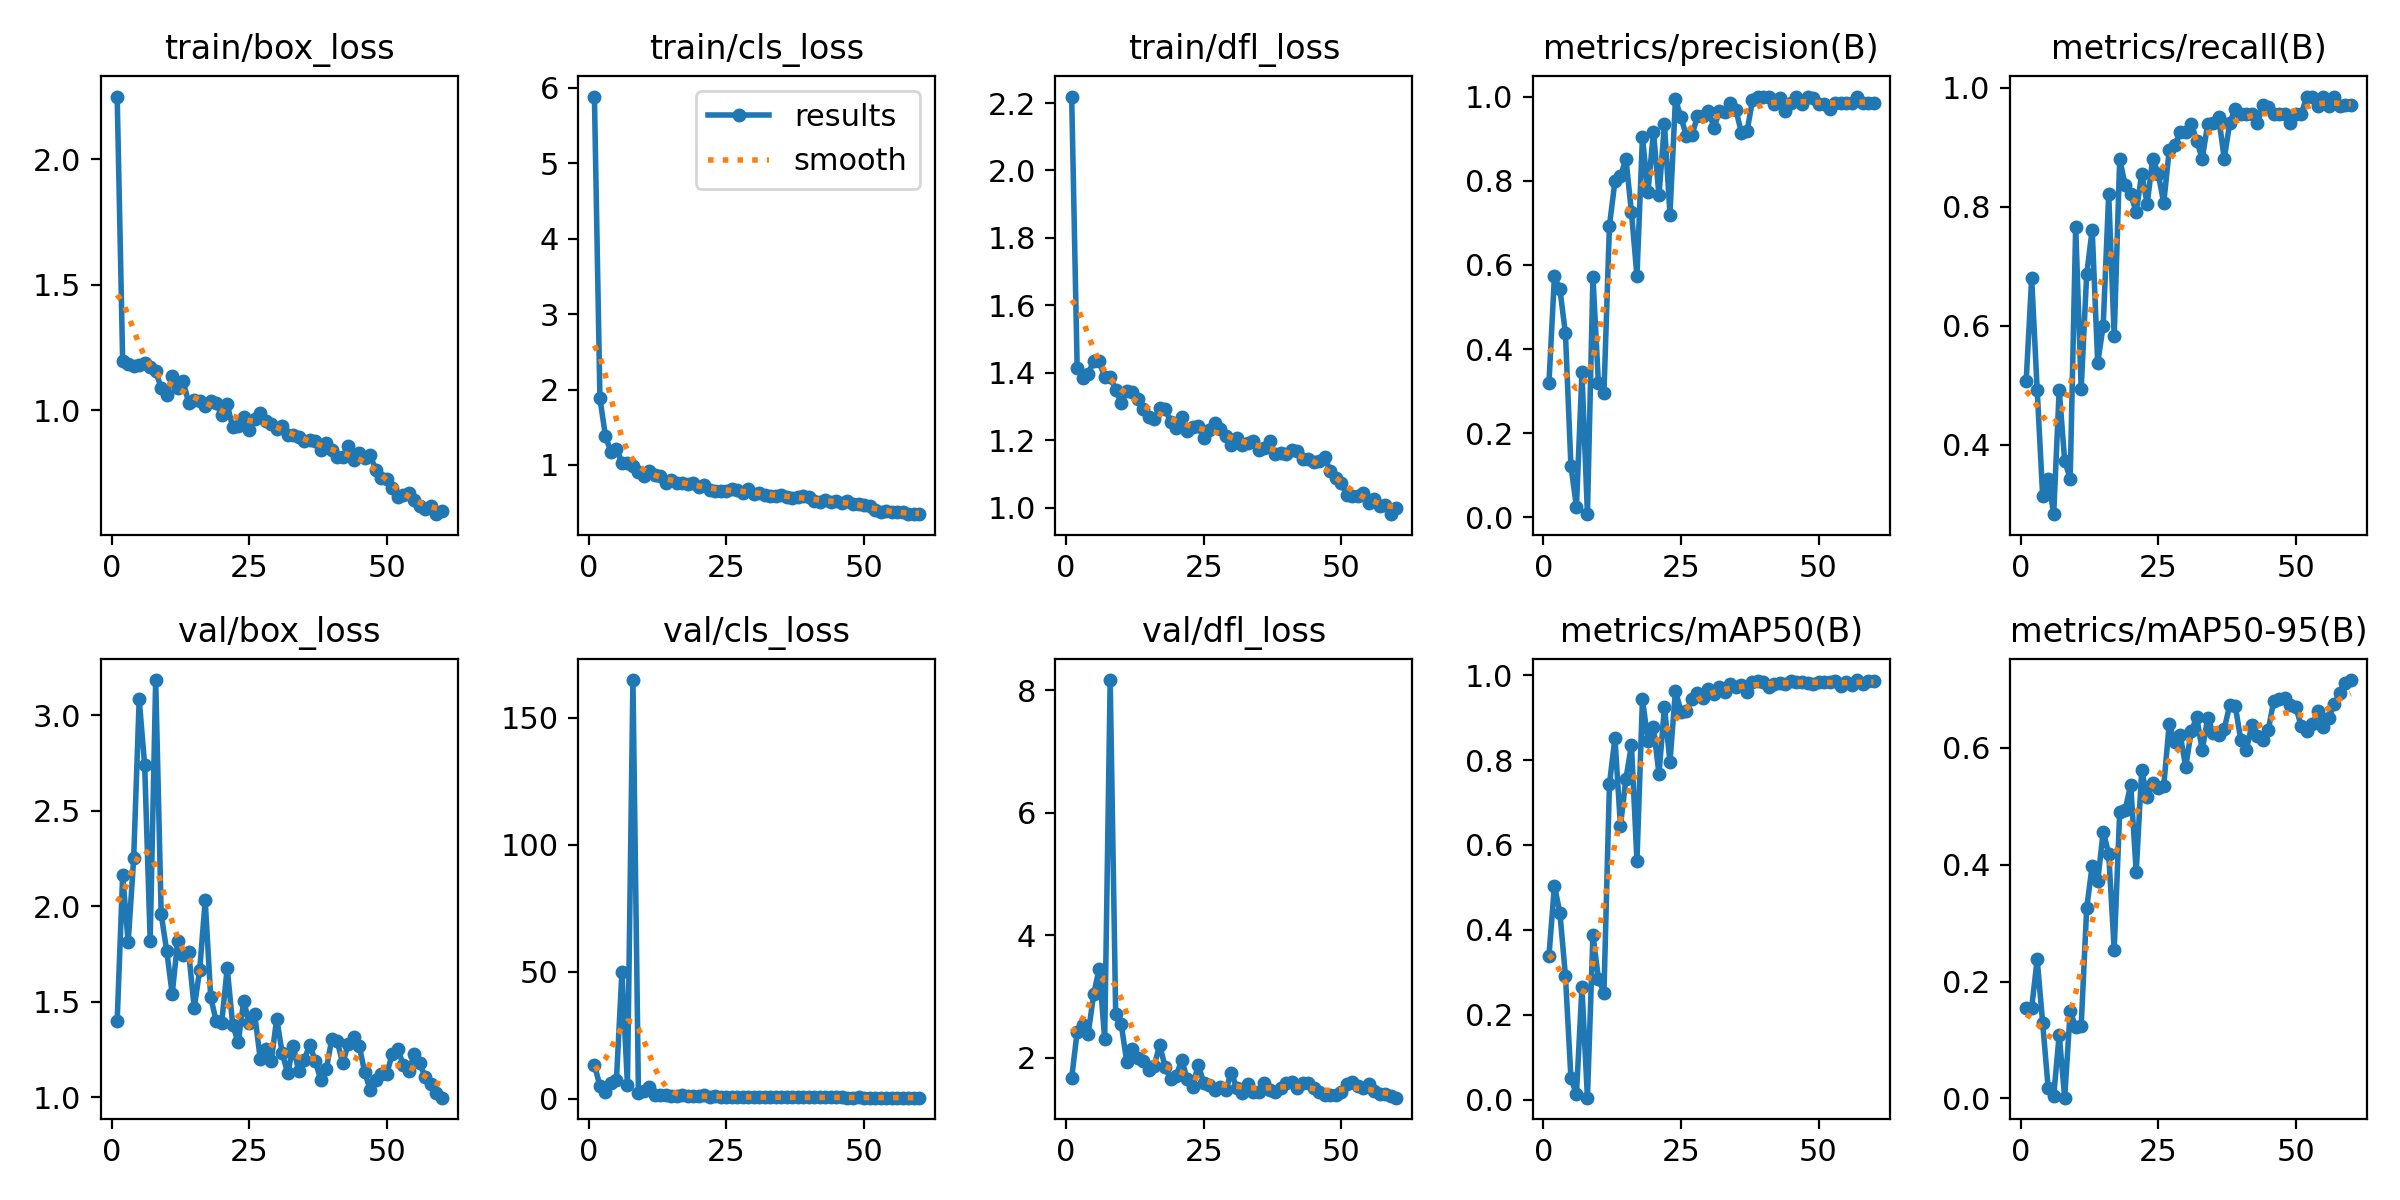 train/box_loss
2.0
1.5
1.0
0 25 50
train/cls_loss
6
5
4
3
2
1
0 25 50
results
smooth
train/dfl_loss
2.2
2.0
1.8
1.6
1.4
1.2
1.0
0 25 50
metrics/precision(B)
1.0
0.8
0.6
0.4
0.2
0.0
0 25 50
metrics/recall(B)
1.0
0.8
0.6
0.4
0 25 50
val/box_loss
3.0
2.5
2.0
1.5
1.0
0 25 50
val/cls_loss
150
100
50
0
0 25 50
val/dfl_loss
8
6
4
2
0 25 50
metrics/mAP50(B)
1.0
0.8
0.6
0.4
0.2
0.0
0 25 50
metrics/mAP50-95(B)
0.6
0.4
0.2
0.0
0 25 50